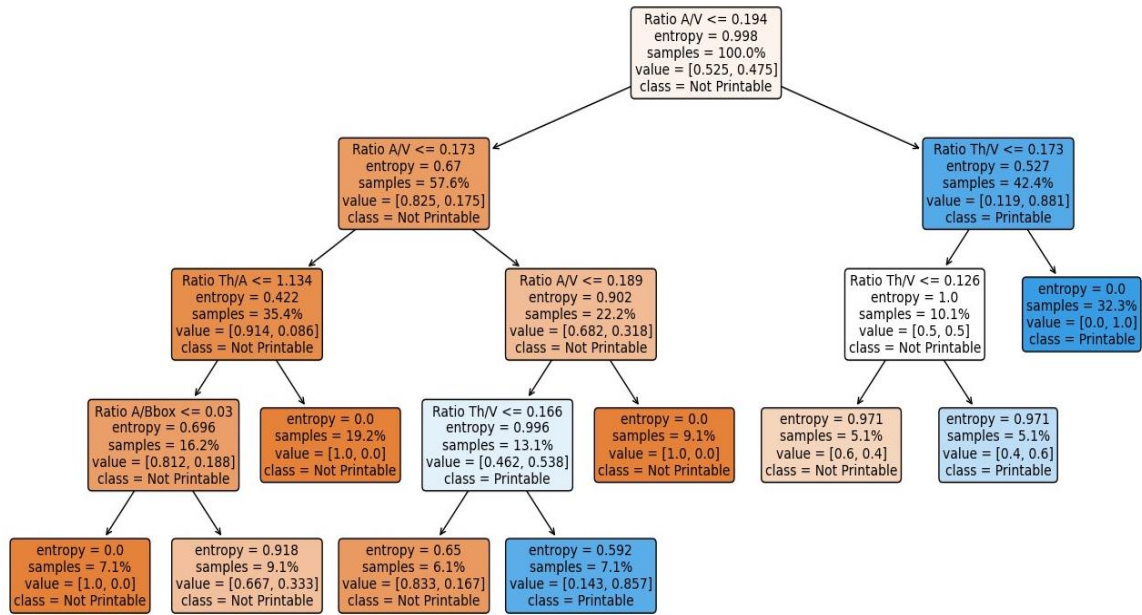 Ratio A/V <= 0.194
entropy = 0.998
samples = 100.0%
value = [0.525, 0.475]
class = Not Printable
Ratio A/V <= 0.173
entropy = 0.67
samples = 57.6%
value = [0.825, 0.175]
class = Not Printable
Ratio Th/V <= 0.173
entropy = 0.527
samples = 42.4%
value = [0.119, 0.881]
class = Printable
Ratio Th/A <= 1.134
entropy = 0.422
samples = 35.4%
value = [0.914, 0.086]
class = Not Printable
Ratio A/V <= 0.189
entropy = 0.902
samples = 22.2%
value = [0.682, 0.318]
class = Not Printable
Ratio Th/V <= 0.126
entropy = 1.0
samples = 10.1%
value = [0.5, 0.5]
class = Not Printable
entropy = 0.0
samples = 32.3%
value = [0.0, 1.0]
class = Printable
Ratio A/Bbox <= 0.03
entropy = 0.696
samples = 16.2%
value = [0.812, 0.188]
class = Not Printable
entropy = 0.0
samples = 19.2%
value = [1.0, 0.0]
class = Not Printable
Ratio Th/V <= 0.166
entropy = 0.996
samples = 13.1%
value = [0.462, 0.538]
class = Printable
entropy = 0.0
samples = 9.1%
value = [1.0, 0.0]
class = Not Printable
entropy = 0.971
samples = 5.1%
value = [0.6, 0.4]
class = Not Printable
entropy = 0.971
samples = 5.1%
value = [0.4, 0.6]
class = Printable
entropy = 0.0
samples = 7.1%
value = [1.0, 0.0]
class = Not Printable
entropy = 0.918
samples = 9.1%
value = [0.667, 0.333]
class = Not Printable
entropy = 0.65
samples = 6.1%
value = [0.833, 0.167]
class = Not Printable
entropy = 0.592
samples = 7.1%
value = [0.143, 0.857]
class = Printable